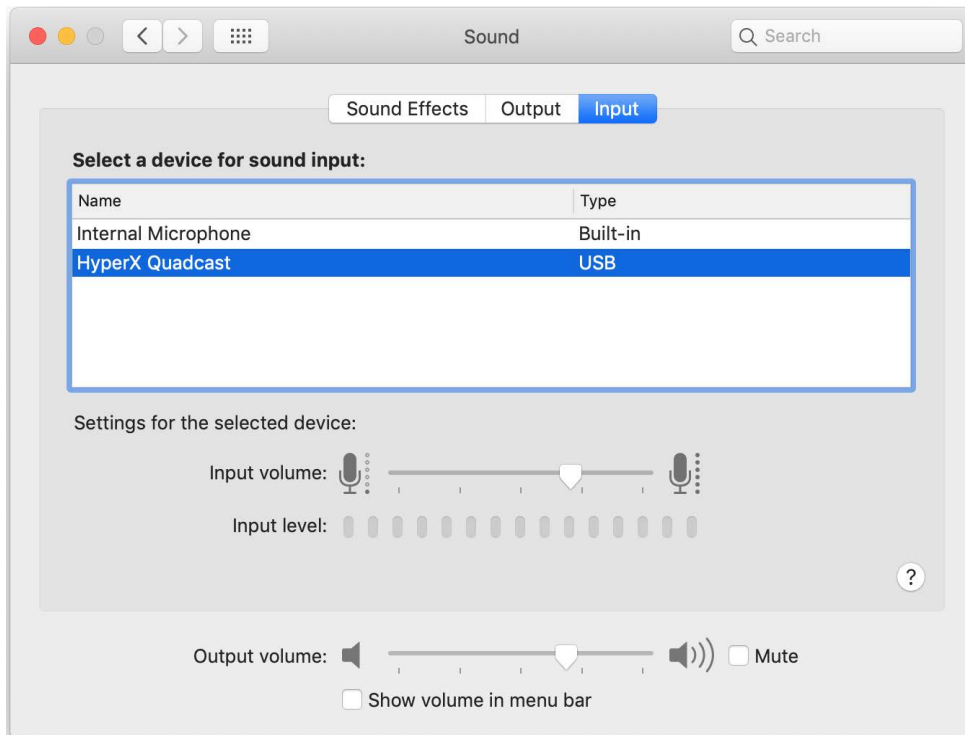 Sound
Search
Sound Effects Output Input
Select a device for sound input:
Name Type
Internal Microphone Built-in
HyperX Quadcast USB
Settings for the selected device:
Input volume:
Input level:
?
Output volume: Mute
Show volume in menu bar